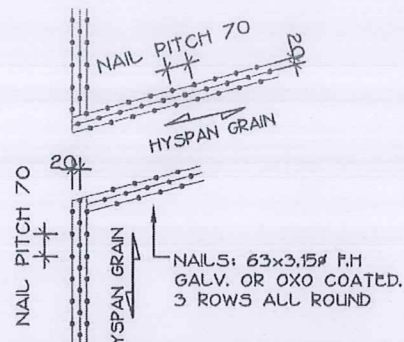 NAIL PITCH 70
20
HYSPAN GRAIN
20
NAIL PITCH 70
HYSPAN GRAIN
NAILS: 63x3.15ø F.H
GALV. OR OXO COATED.
3 ROWS ALL ROUND